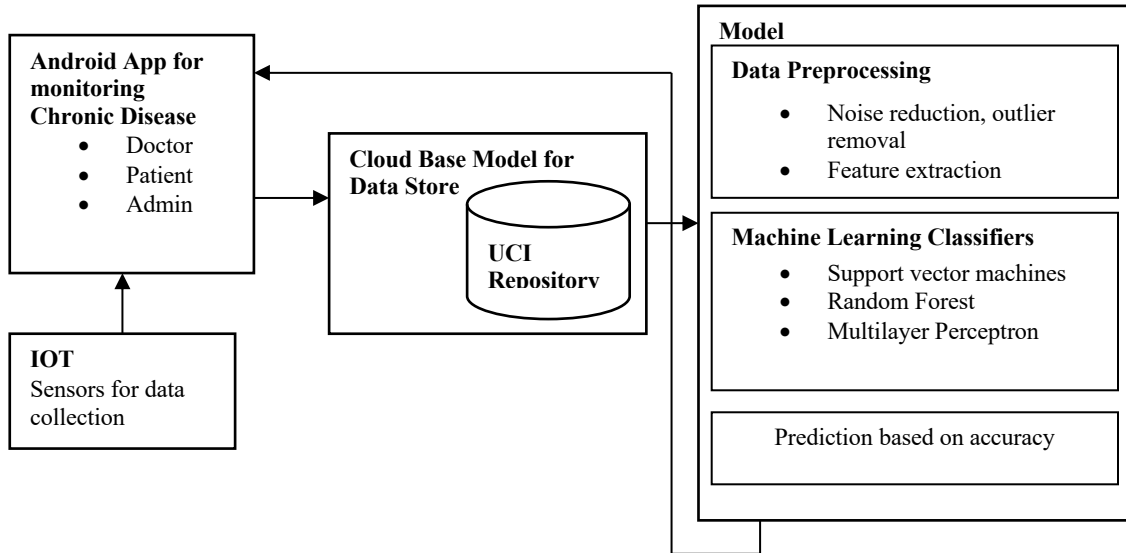 Android App for
monitoring
Chronic Disease
• Doctor
• Patient
• Admin
IOT
Sensors for data
collection
Cloud Base Model for
Data Store
UCI
Repository
Model
Data Preprocessing
• Noise reduction, outlier
removal
• Feature extraction
Machine Learning Classifiers
• Support vector machines
• Random Forest
• Multilayer Perceptron
Prediction based on accuracy